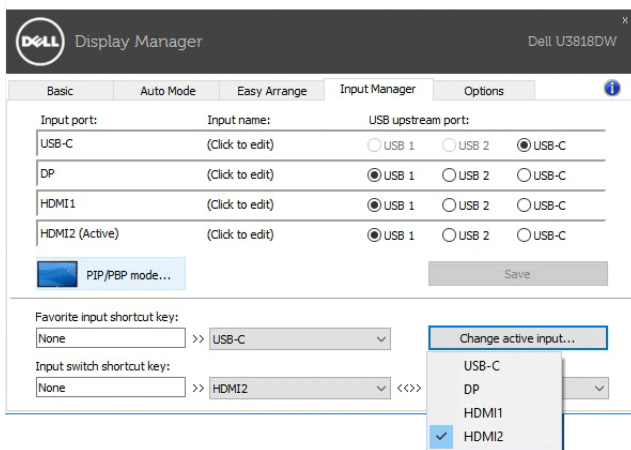 DELL Display Manager Dell U3818DW x
Basic Auto Mode Easy Arrange Input Manager Options i
Input port: Input name: USB upstream port:
USB-C (Click to edit) USB 1 USB 2 USB-C
DP (Click to edit) USB 1 USB 2 USB-C
HDMI1 (Click to edit) USB 1 USB 2 USB-C
HDMI2 (Active) (Click to edit) USB 1 USB 2 USB-C
PIP/PBP mode... Save
Favorite input shortcut key:
None >> USB-C Change active input...
Input switch shortcut key:
None >> HDMI2 <<>>
USB-C
DP
HDMI1
HDMI2